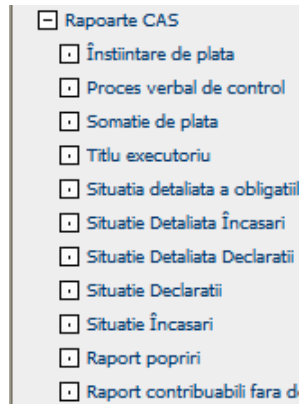 Rapoarte CAS
Înstiintare de plata
Proces verbal de control
Somatie de plata
Titlu executoriu
Situatia detaliata a
Situatie Detaliata Încasari
Situatie Detaliata Declaratii
Situatie Declaratii
Situatie Încasari
Raport popriri
Raport contribuabili fara